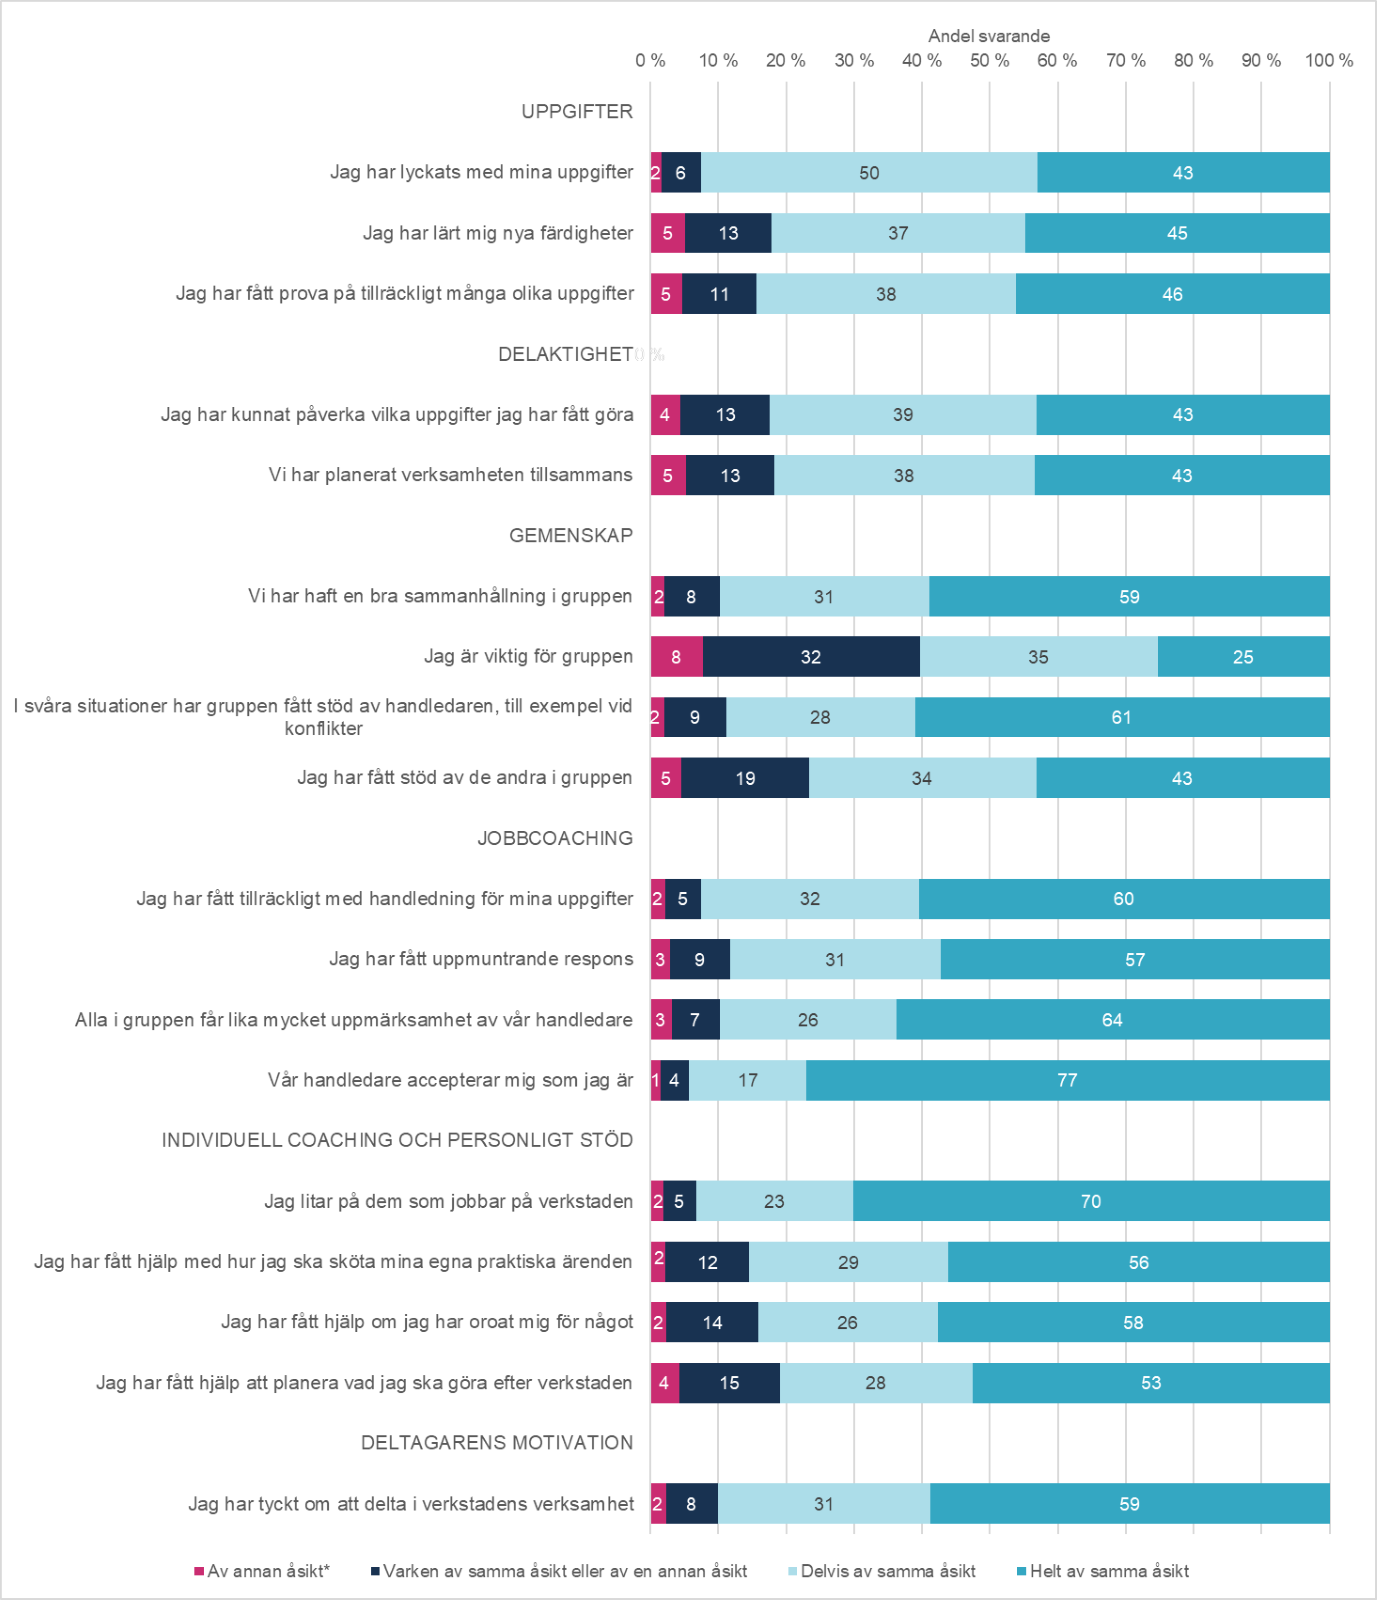 Andel svarande
0 % 10 % 20 % 30 % 40 % 50 % 60 % 70 % 80 % 90 % 100 %
UPPGIFTER
Jag har lyckats med mina uppgifter 2 6 50 43
Jag har lärt mig nya färdigheter 5 13 37 45
Jag har fått prova på tillräckligt många olika uppgifter 5 11 38 46
DELAKTIGHET 0 %
Jag har kunnat påverka vilka uppgifter jag har fått göra 4 13 39 43
Vi har planerat verksamheten tillsammans 5 13 38 43
GEMENSKAP
Vi har haft en bra sammanhållning i gruppen 2 8 31 59
Jag är viktig för gruppen 8 32 35 25
I svåra situationer har gruppen fått stöd av handledaren, till exempel vid
konflikter 2 9 28 61
Jag har fått stöd av de andra i gruppen 5 19 34 43
JOBBCOACHING
Jag har fått tillräckligt med handledning för mina uppgifter 2 5 32 60
Jag har fått uppmuntrande respons 3 9 31 57
Alla i gruppen får lika mycket uppmärksamhet av vår handledare 3 7 26 64
Vår handledare accepterar mig som jag är 1 4 17 77
INDIVIDUELL COACHING OCH PERSONLIGT STÖD
Jag litar på dem som jobbar på verkstaden 2 5 23 70
Jag har fått hjälp med hur jag ska sköta mina egna praktiska ärenden 2 12 29 56
Jag har fått hjälp om jag har oroat mig för något 2 14 26 58
Jag har fått hjälp att planera vad jag ska göra efter verkstaden 4 15 28 53
DELTAGARENS MOTIVATION
Jag har tyckt om att delta i verkstadens verksamhet 2 8 31 59
Av annan åsikt* Varken av samma åsikt eller av en annan åsikt Delvis av samma åsikt Helt av samma åsikt